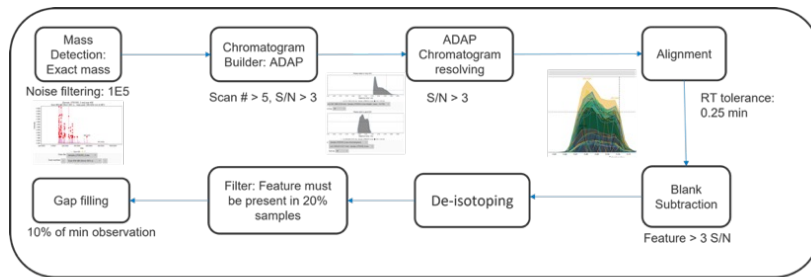 Mass
Detection:
Exact mass
Noise filtering: 1E5
Chromatogram
Builder: ADAP
Scan # > 5, S/N > 3
ADAP
Chromatogram
resolving
S/N > 3
Alignment
RT tolerance:
0.25 min
Blank
Subtraction
Feature > 3 S/N
De-isotoping
Filter: Feature must
be present in 20%
samples
Gap filling
10% of min observation